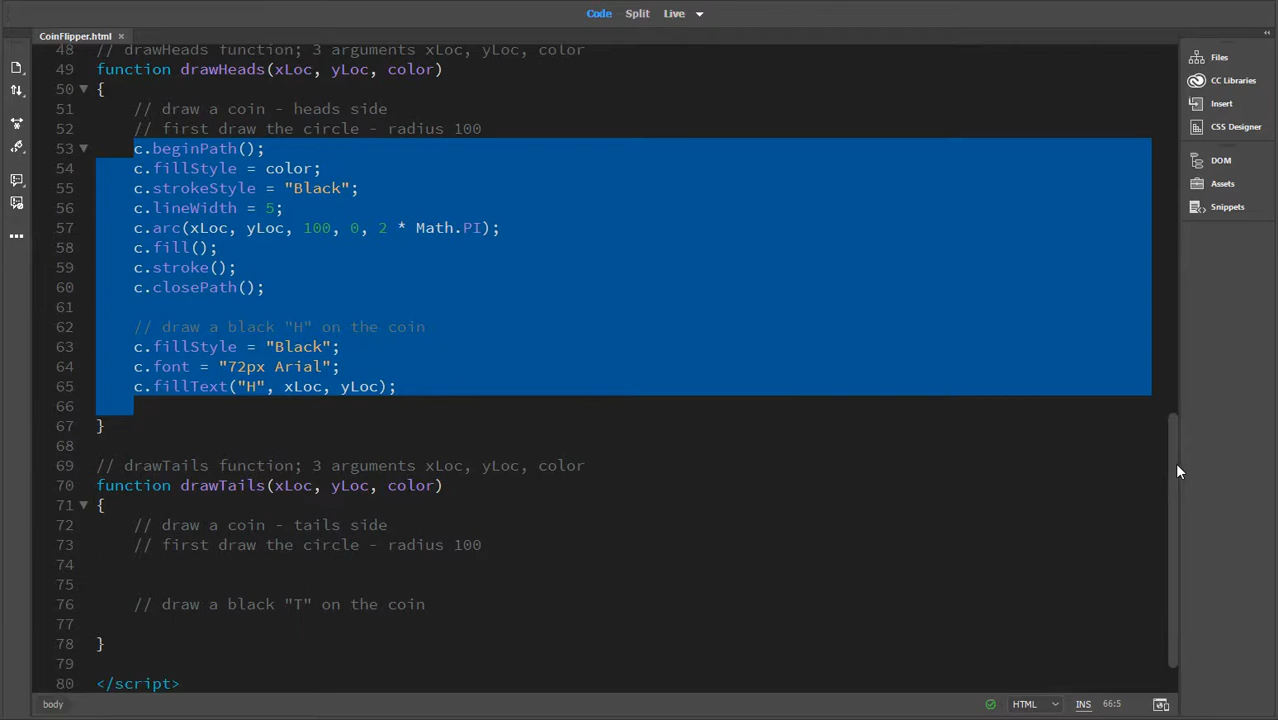 Code Split Live
CoinFlipper.html ×
48 // drawHeads function; 3 arguments xLoc, yLoc, color
49 function drawHeads(xLoc, yLoc, color)
50 {
51 // draw a coin - heads side
52 // first draw the circle - radius 100
53 c.beginPath();
54 c.fillStyle = color;
55 c.strokeStyle = "Black";
56 c.lineWidth = 5;
57 c.arc(xLoc, yLoc, 100, 0, 2 * Math.PI);
58 c.fill();
59 c.stroke();
60 c.closePath();
61
62 // draw a black "H" on the coin
63 c.fillStyle = "Black";
64 c.font = "72px Arial";
65 c.fillText("H", xLoc, yLoc);
66
67 }
68
69 // drawTails function; 3 arguments xLoc, yLoc, color
70 function drawTails(xLoc, yLoc, color)
71 {
72 // draw a coin - tails side
73 // first draw the circle - radius 100
74
75
76 // draw a black "T" on the coin
77
78 }
79
80 </script>
Files
CC Libraries
Insert
CSS Designer
DOM
Assets
Snippets
body HTML INS 66:5